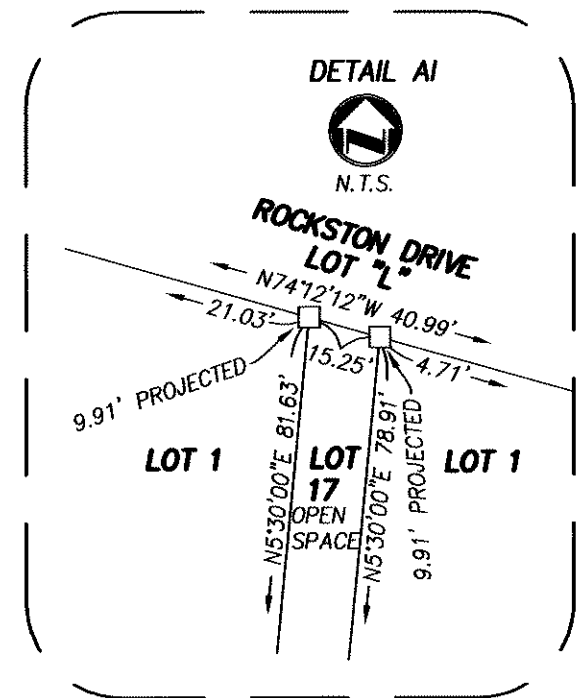 DETAIL AI
N.T.S.
ROCKSTON DRIVE
LOT "L"
N74°12'12"W 40.99'
21.03'
15.25'
4.71'
9.91' PROJECTED
N5°30'00"E 81.63'
N5°30'00"E 78.91'
9.91' PROJECTED
LOT 1
LOT
17
OPEN
SPACE
LOT 1